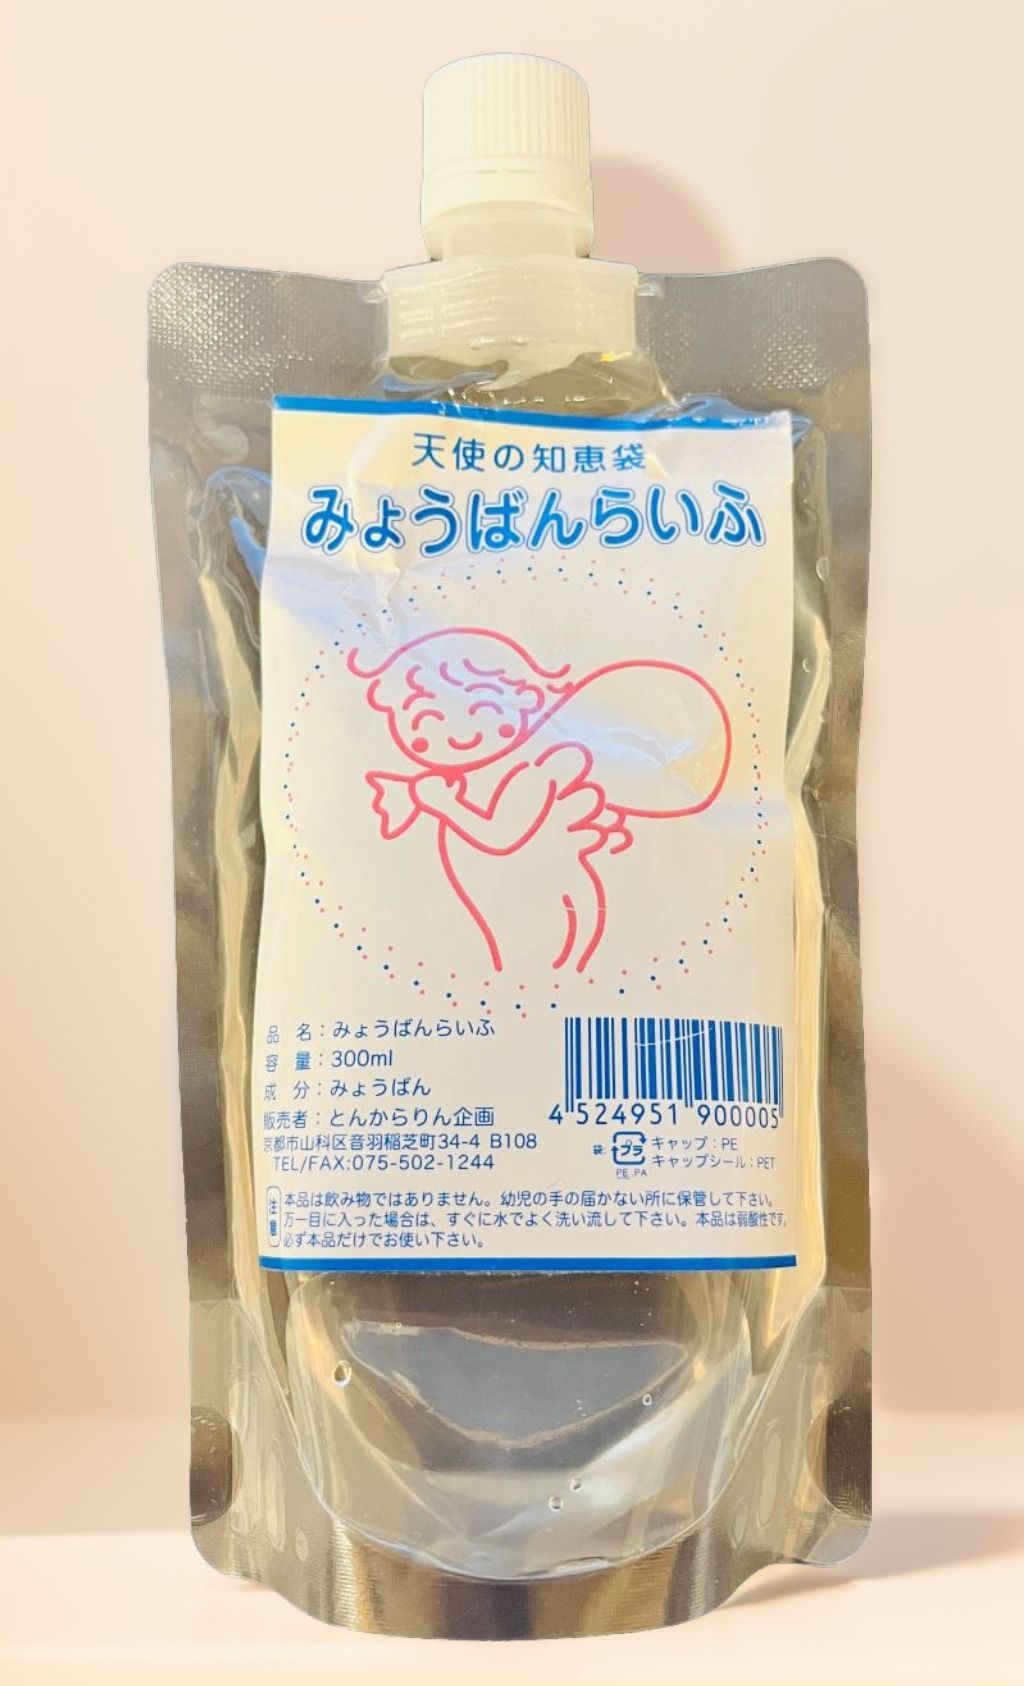 天使の知恵袋
みょうばんらいふ
品 名：みょうばんらいふ
容 量：300ml
成 分：みょうばん
販売者：とんからりん企画
京都市山科区音羽稲芝町34-4 B108
TEL/FAX:075-502-1244
4 524951 900005
袋: プラ
PE,PA
キャップ：PE
キャップシール：PET
注意
本品は飲み物ではありません。幼児の手の届かない所に保管して下さい。
万一目に入った場合は、すぐに水でよく洗い流して下さい。本品は弱酸性です。
必ず本品だけでお使い下さい。